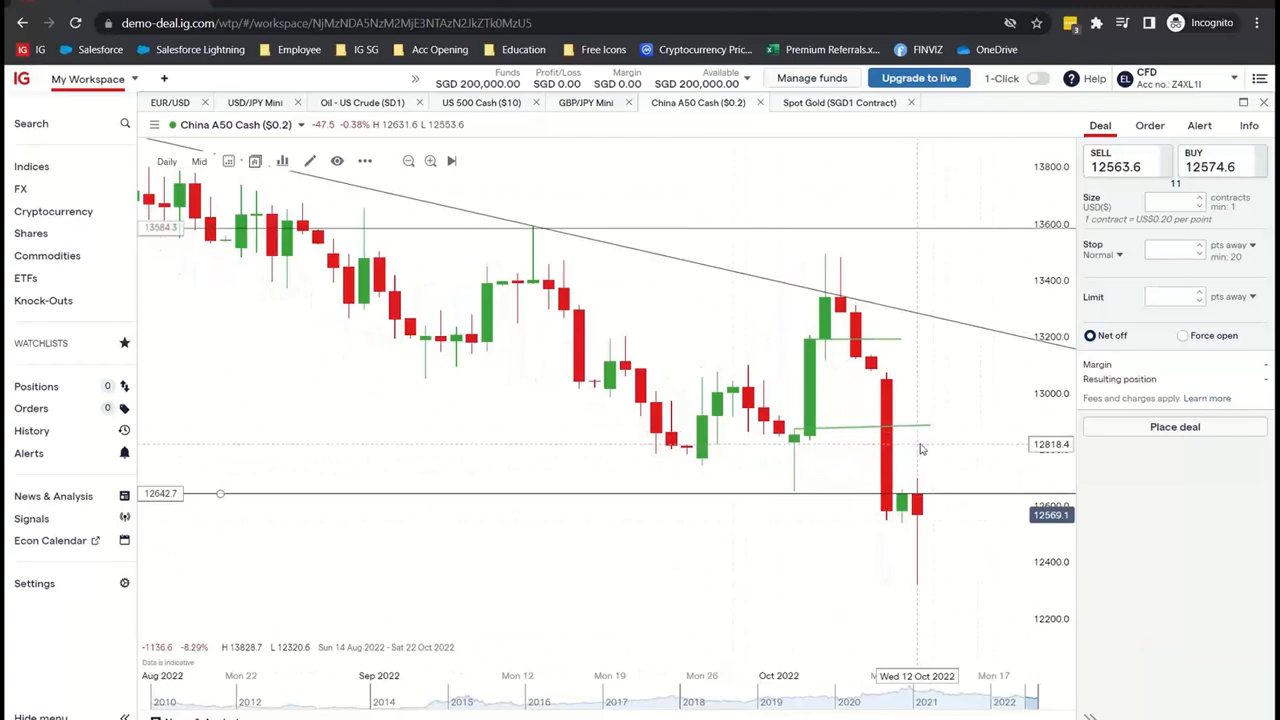 demo-deal.ig.com/wtp/#/workspace/NjMzNDA5NzM2MjE3NTAzN2JkZTk0MzU5
3
Incognito
IG
Salesforce
Salesforce Lightning
Employee
IG SG
Acc Opening
Education
Free Icons
Cryptocurrency Pric...
Premium Referrals.x...
FINVIZ
OneDrive
IG
My Workspace
Funds
SGD 200,000.00
Profit/Loss
SGD 0.00
Margin
SGD 0.00
Available
SGD 200,000.00
Manage funds
Upgrade to live
1-Click
Help
EL
CFD
Acc no.: Z4XL1I
EUR/USD
USD/JPY Mini
Oil - US Crude (SD1)
US 500 Cash ($10)
GBP/JPY Mini
China A50 Cash ($0.2)
Spot Gold (SGD1 Contract)
Search
Indices
FX
Cryptocurrency
Shares
Commodities
ETFs
Knock-Outs
WATCHLISTS
Positions 0
Orders 0
History
Alerts
News & Analysis
Signals
Econ Calendar
Settings
Hide menu
China A50 Cash ($0.2) -47.5 -0.38% H 12631.6 L 12553.6
Daily Mid
13800.0
13600.0
13584.3
13400.0
13200.0
13000.0
12818.4
12642.7
12600.0
12569.1
12400.0
12200.0
-1136.6 -8.29% H 13828.7 L 12320.6 Sun 14 Aug 2022 - Sat 22 Oct 2022
Data is indicative
Aug 2022 Mon 22 Sep 2022 Mon 12 Mon 19 Mon 26 Oct 2022 Wed 12 Oct 2022 Mon 17
2010 2012 2014 2015 2016 2017 2018 2019 2020 2021 2022
Deal Order Alert Info
SELL
12563.6
BUY
12574.6
11
Size
USD($)
contracts
min: 1
1 contract = US$0.20 per point
Stop
Normal
pts away
min: 20
Limit
pts away
Net off
Force open
Margin -
Resulting position -
Fees and charges apply. Learn more
Place deal